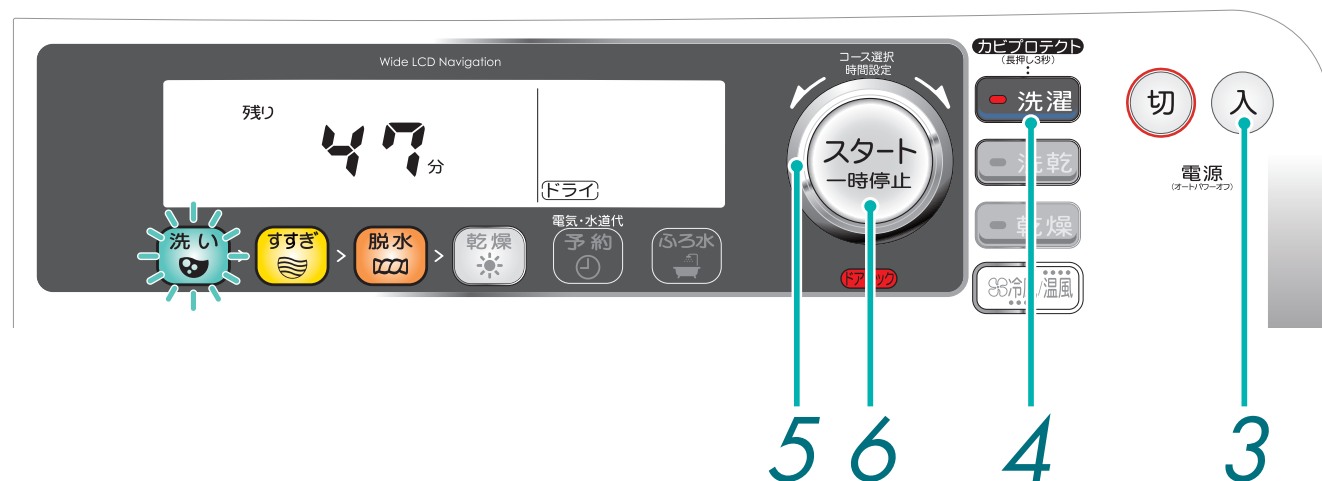 Wide LCD Navigation
残り
47分
ドライ
洗い
すすぎ
脱水
乾燥
電気・水道代
予約
ふろ水
コース選択
時間設定
スタート
一時停止
ドアロック
カビプロテクト
(長押し3秒)
洗濯
洗乾
乾燥
冷風/温風
切
入
電源
(オートパワーオフ)
5
6
4
3